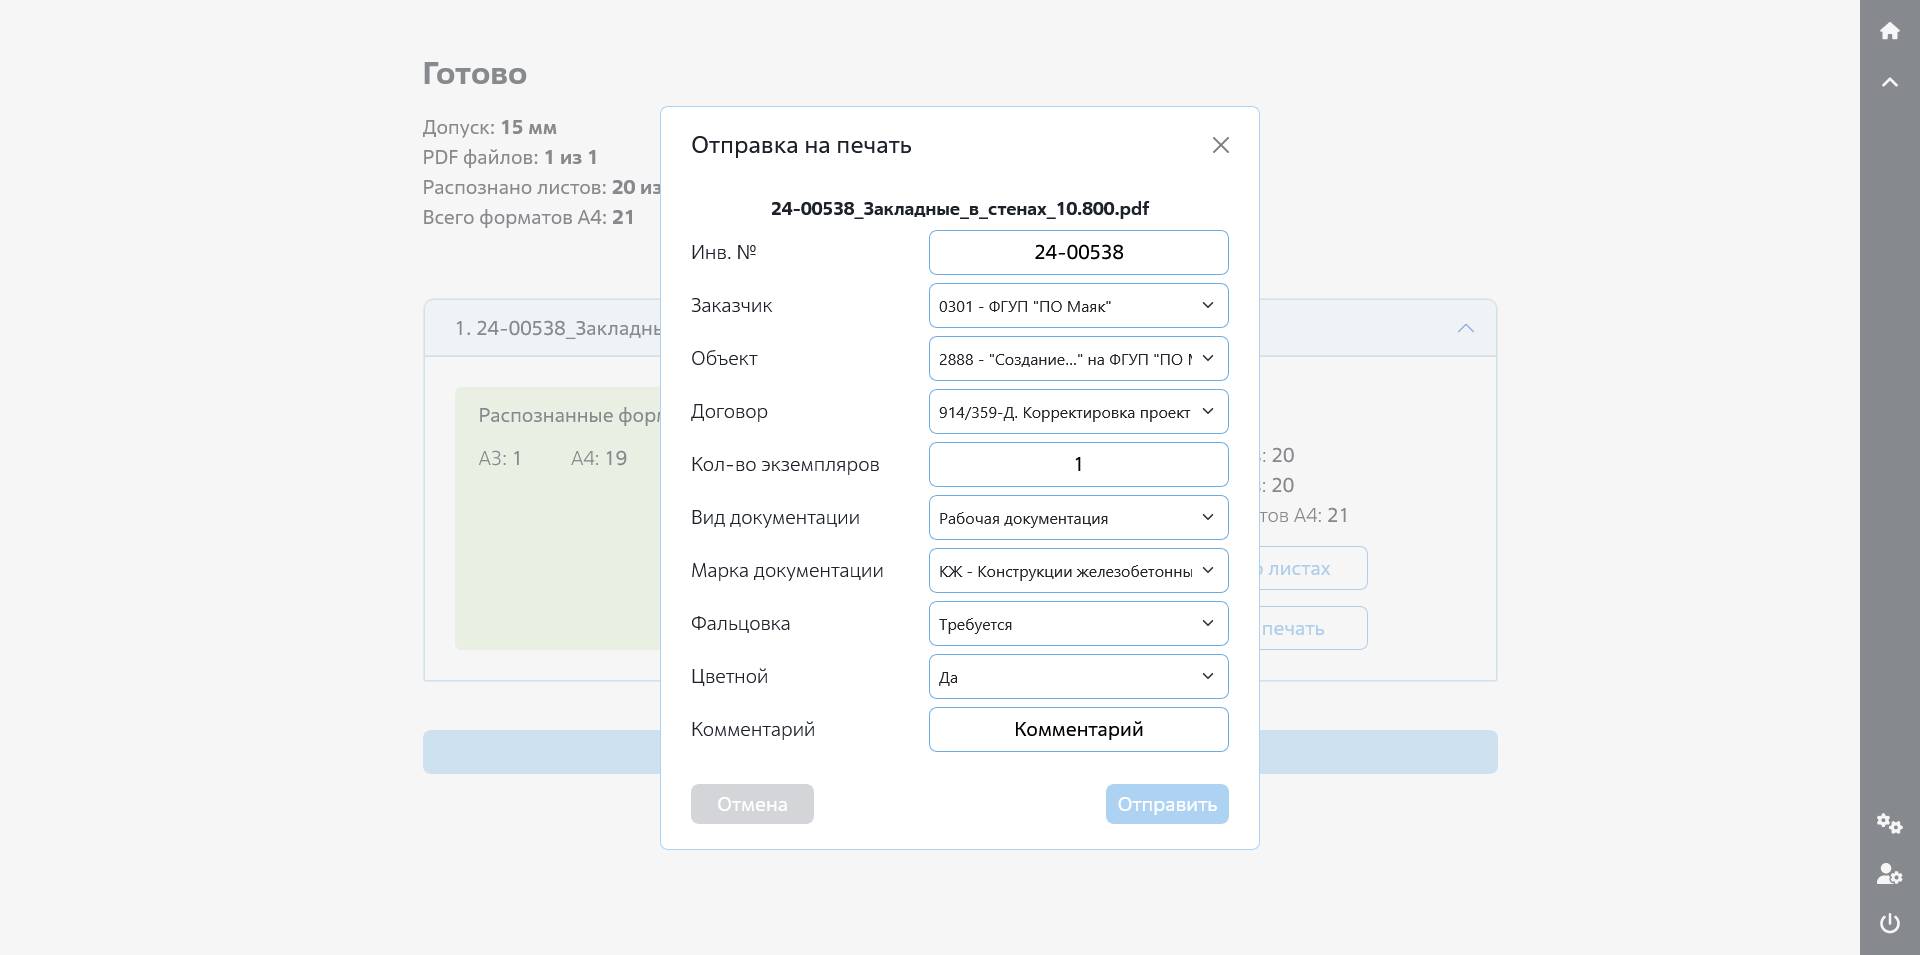 Готово
Допуск: 15 мм
PDF файлов: 1 из 1
Распознано листов: 20 из
Всего форматов А4: 21
1. 24-00538_Закладны
Распознанные фор
А3: 1 А4: 19
: 20
: 20
тов А4: 21
листах
печать
Отправка на печать
24-00538_Закладные_в_стенах_10.800.pdf
Инв. № 24-00538
Заказчик 0301 - ФГУП "ПО Маяк"
Объект 2888 - "Создание..." на ФГУП "ПО М
Договор 914/359-Д. Корректировка проект
Кол-во экземпляров 1
Вид документации Рабочая документация
Марка документации КЖ - Конструкции железобетонны
Фальцовка Требуется
Цветной Да
Комментарий Комментарий
Отмена Отправить